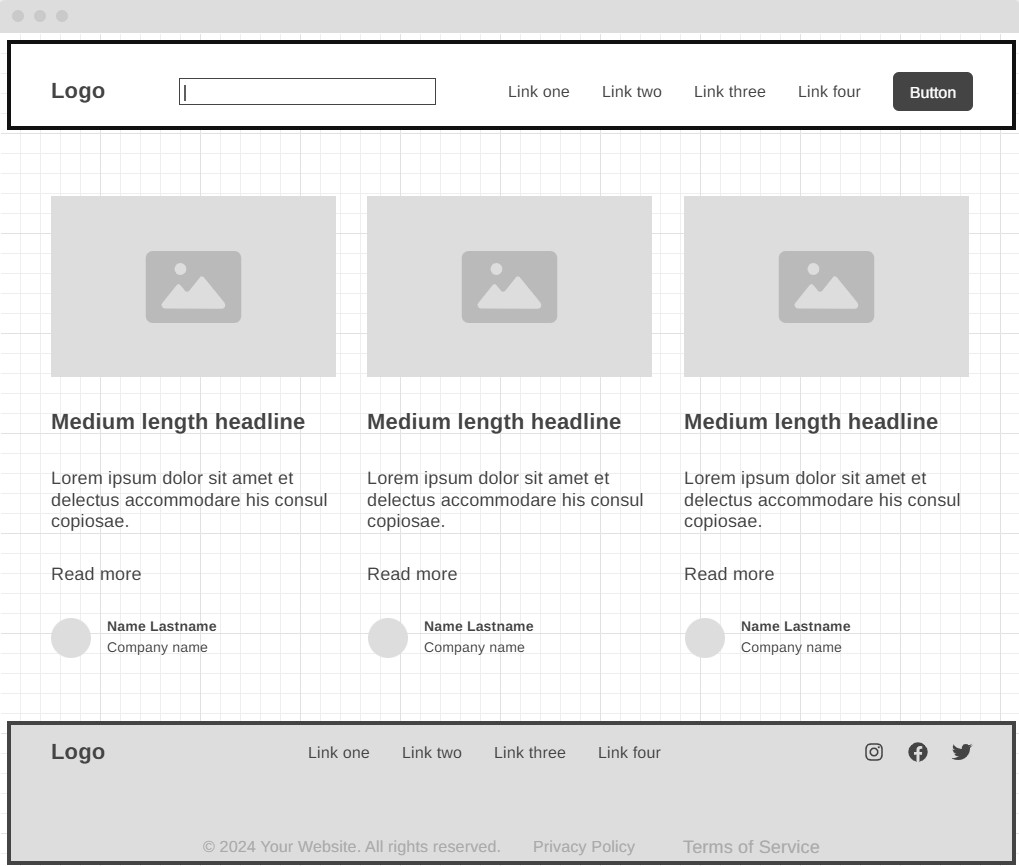 Logo
Link one Link two Link three Link four Button
Medium length headline
Lorem ipsum dolor sit amet et
delectus accommodare his consul
copiosae.
Read more
Name Lastname
Company name
Medium length headline
Lorem ipsum dolor sit amet et
delectus accommodare his consul
copiosae.
Read more
Name Lastname
Company name
Medium length headline
Lorem ipsum dolor sit amet et
delectus accommodare his consul
copiosae.
Read more
Name Lastname
Company name
Logo
Link one Link two Link three Link four
© 2024 Your Website. All rights reserved. Privacy Policy Terms of Service